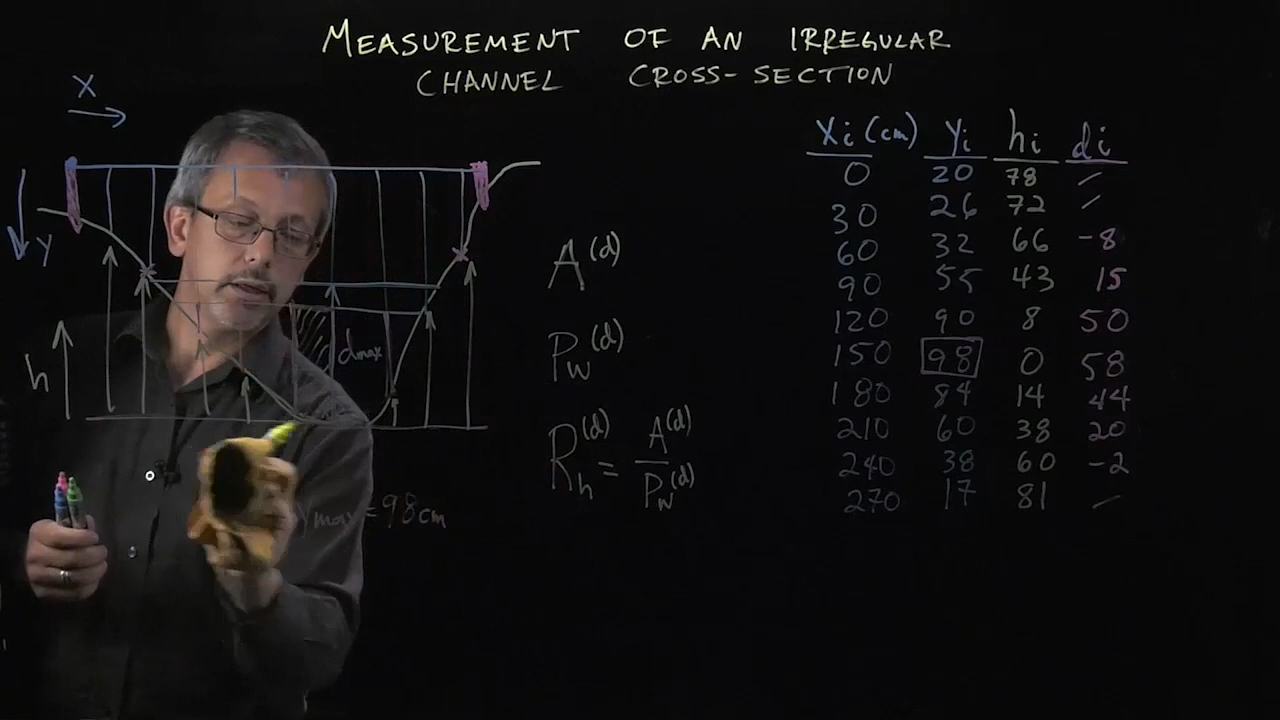 MEASUREMENT OF AN IRREGULAR
CHANNEL CROSS-SECTION
X
y
h
dmax
ymax = 98cm
A(d)
Pw(d)
Rh(d) = A(d) / Pw(d)
xi (cm) yi hi di
0 20 78 /
30 26 72 /
60 32 66 -8
90 55 43 15
120 90 8 50
150 98 0 58
180 84 14 44
210 60 38 20
240 38 60 -2
270 17 81 /